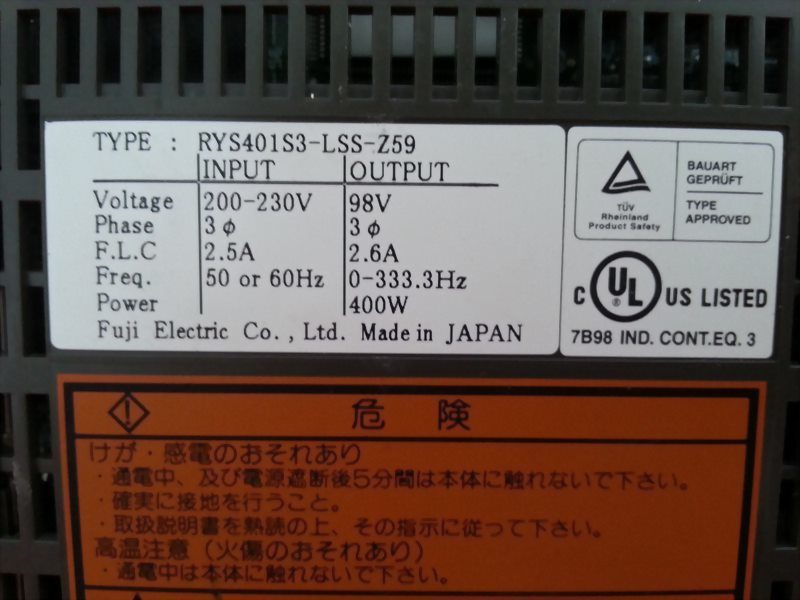 TYPE : RYS401S3-LSS-Z59
INPUT OUTPUT
Voltage 200-230V 98V
Phase 3φ 3φ
F.L.C 2.5A 2.6A
Freq. 50 or 60Hz 0-333.3Hz
Power 400W
Fuji Electric Co., Ltd. Made in JAPAN
TÜV
Rheinland
Product Safety
BAUART
GEPRÜFT
TYPE
APPROVED
C UL ® US LISTED
7B98 IND. CONT.EQ. 3
危険
けが・感電のおそれあり
・通電中、及び電源遮断後5分間は本体に触れないで下さい。
・確実に接地を行うこと。
・取扱説明書を熟読の上、その指示に従って下さい。
高温注意（火傷のおそれあり）
・通電中は本体に触れないで下さい。